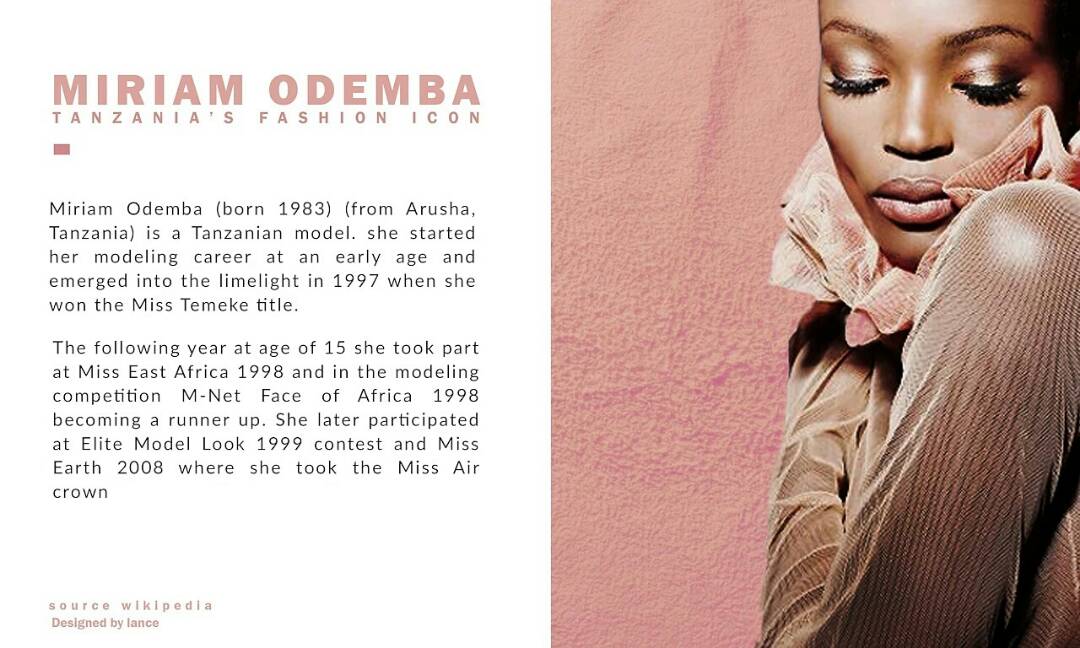 MIRIAM ODEMBA
TANZANIA'S FASHION ICON
Miriam Odemba (born 1983) (from Arusha,
Tanzania) is a Tanzanian model. she started
her modeling career at an early age and
emerged into the limelight in 1997 when she
won the Miss Temeke title.
The following year at age of 15 she took part
at Miss East Africa 1998 and in the modeling
competition M-Net Face of Africa 1998
becoming a runner up. She later participated
at Elite Model Look 1999 contest and Miss
Earth 2008 where she took the Miss Air
crown
source wikipedia
Designed by lance